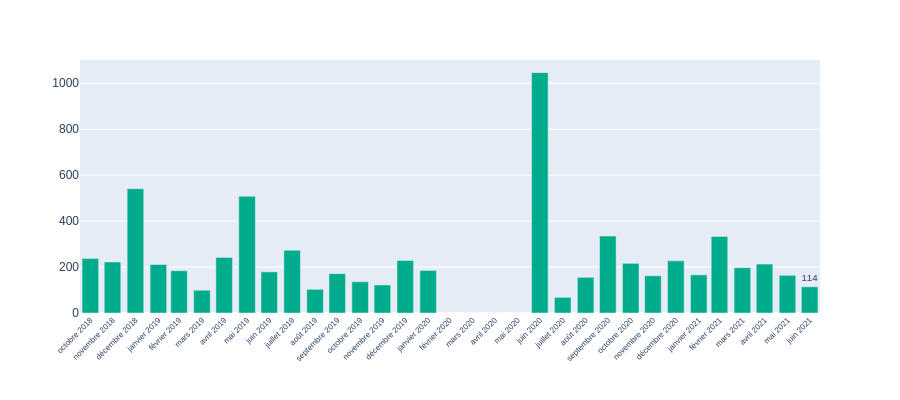 1000
800
600
400
200
0
114
octobre 2018
novembre 2018
décembre 2018
janvier 2019
février 2019
mars 2019
avril 2019
mai 2019
juin 2019
juillet 2019
août 2019
septembre 2019
octobre 2019
novembre 2019
décembre 2019
janvier 2020
février 2020
mars 2020
avril 2020
mai 2020
juin 2020
juillet 2020
août 2020
septembre 2020
octobre 2020
novembre 2020
décembre 2020
janvier 2021
février 2021
mars 2021
avril 2021
mai 2021
juin 2021